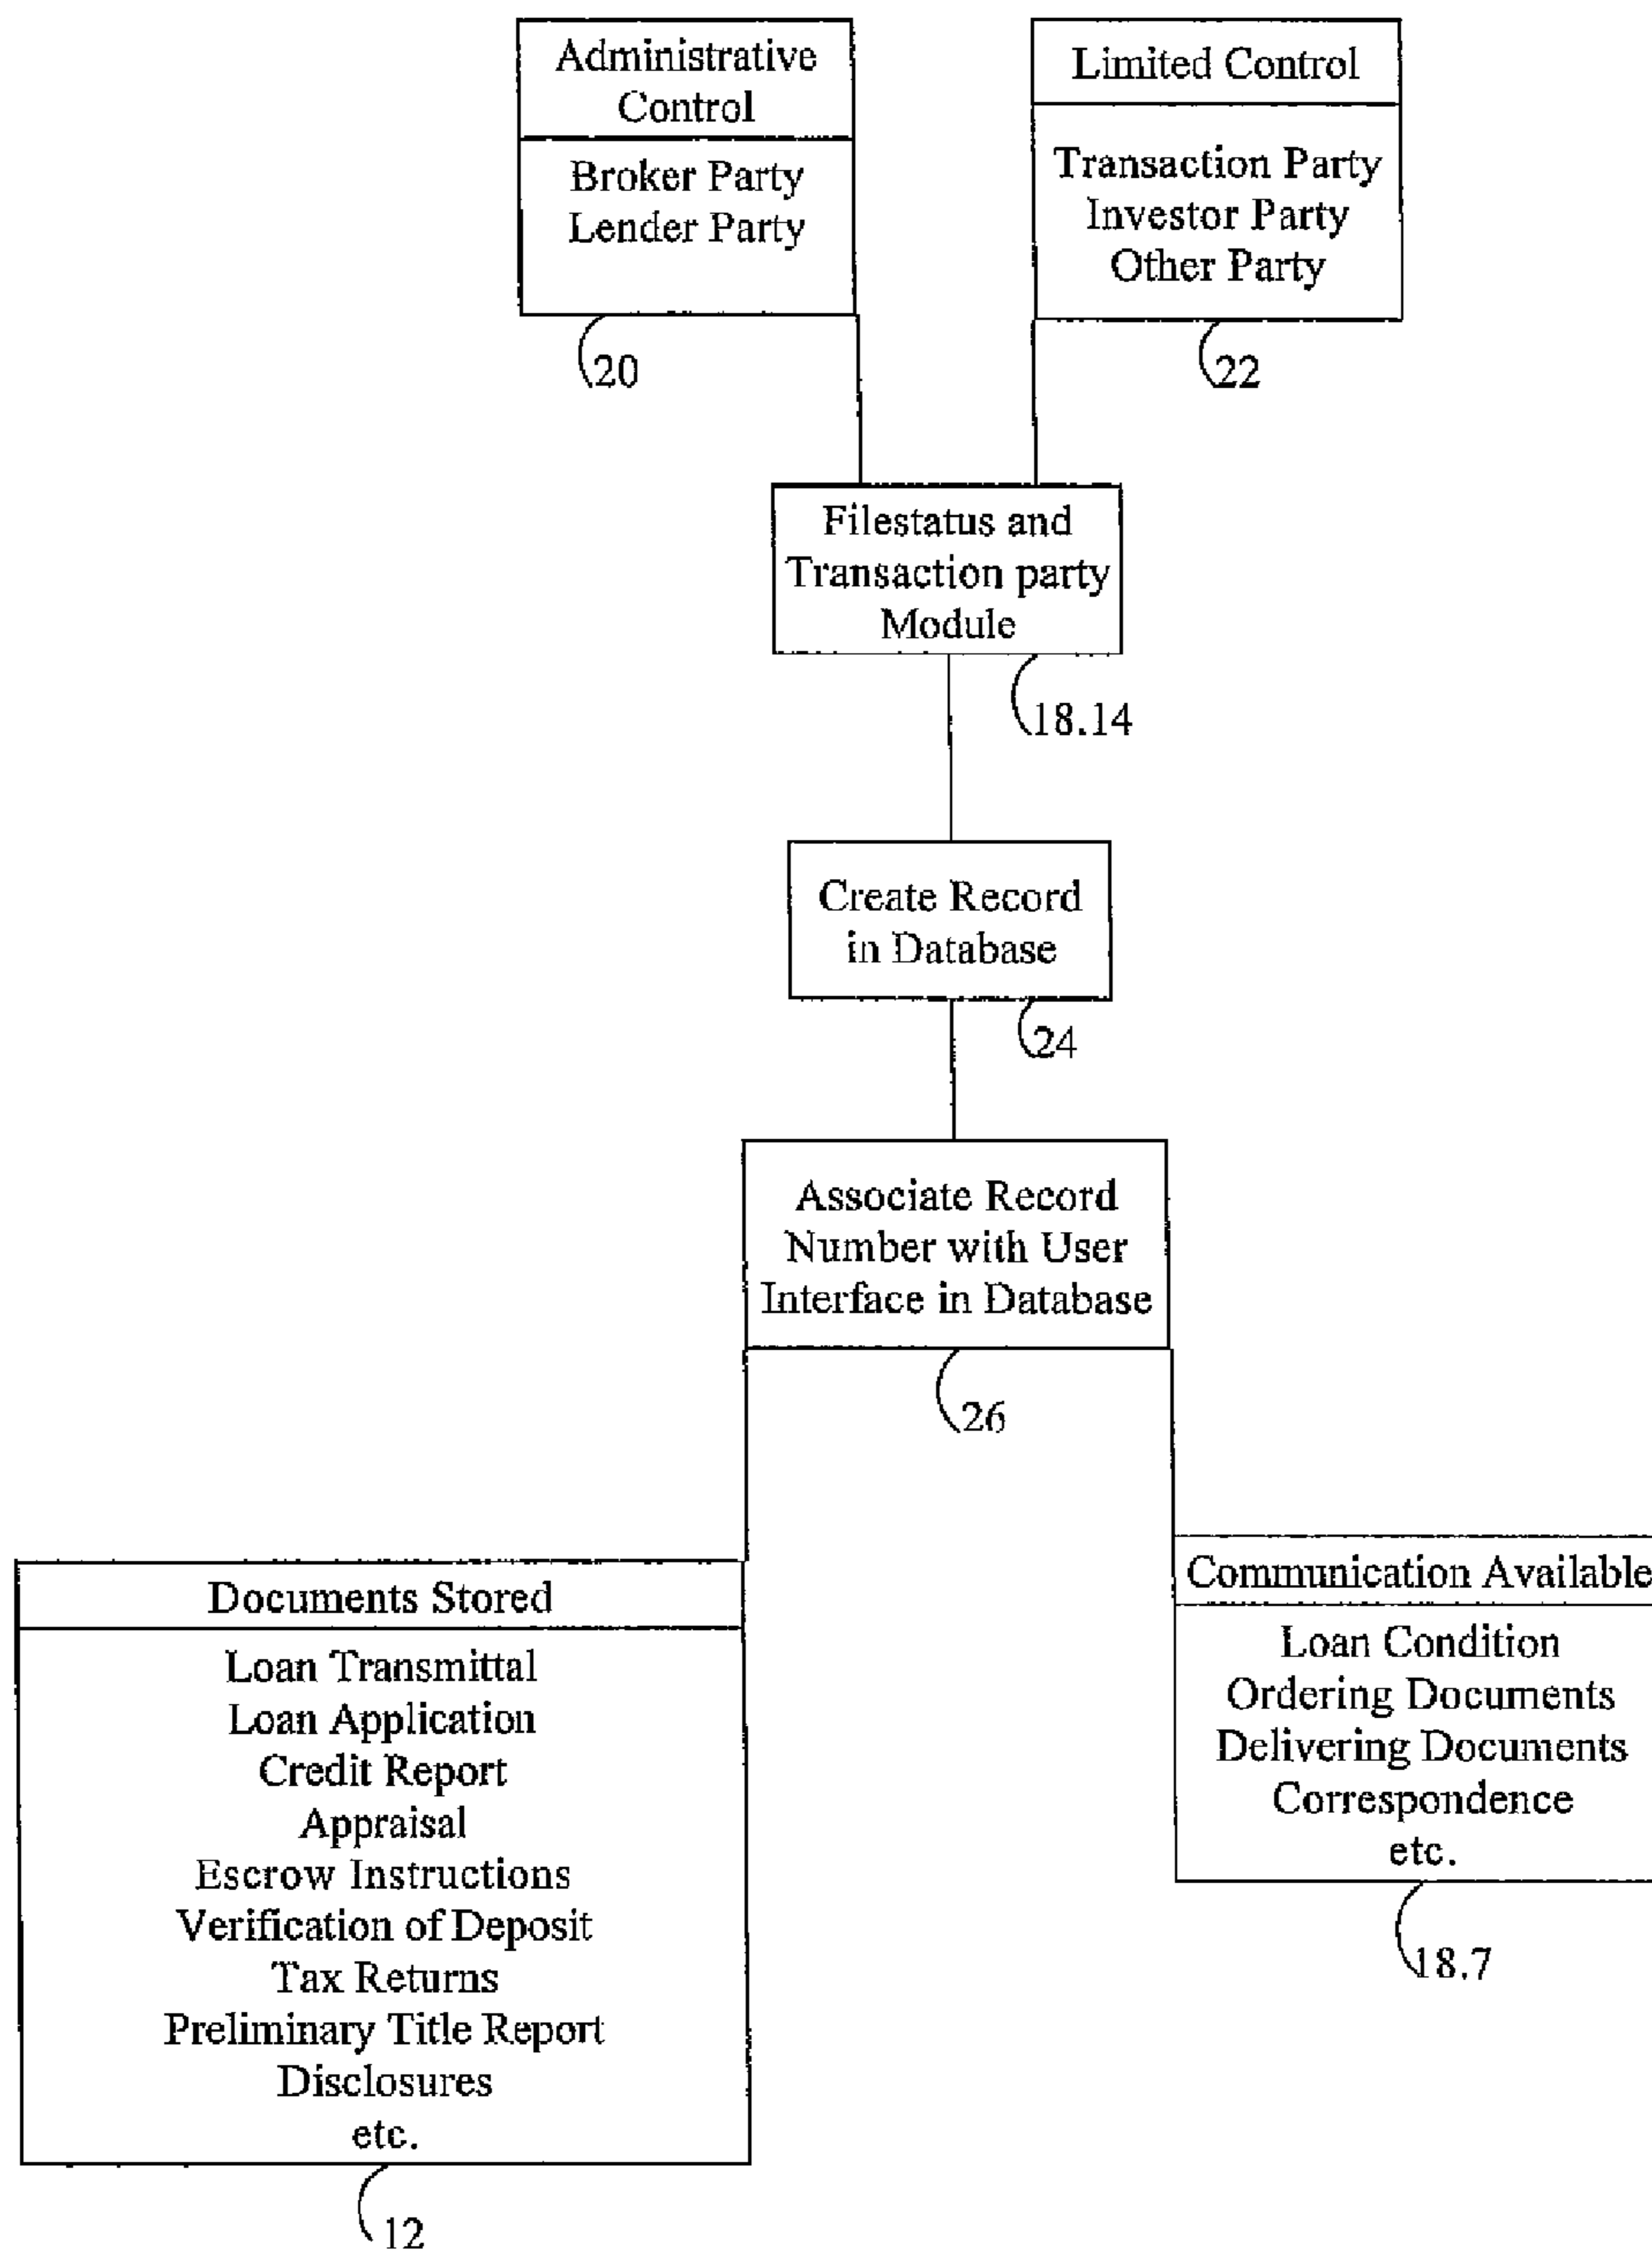 Administrative
Control
Broker Party
Lender Party
20
Limited Control
Transaction Party
Investor Party
Other Party
22
Filestatus and
Transaction party
Module
18.14
Create Record
in Database
24
Associate Record
Number with User
Interface in Database
26
Documents Stored
Loan Transmittal
Loan Application
Credit Report
Appraisal
Escrow Instructions
Verification of Deposit
Tax Returns
Preliminary Title Report
Disclosures
etc.
12
Communication Available
Loan Condition
Ordering Documents
Delivering Documents
Correspondence
etc.
18.7